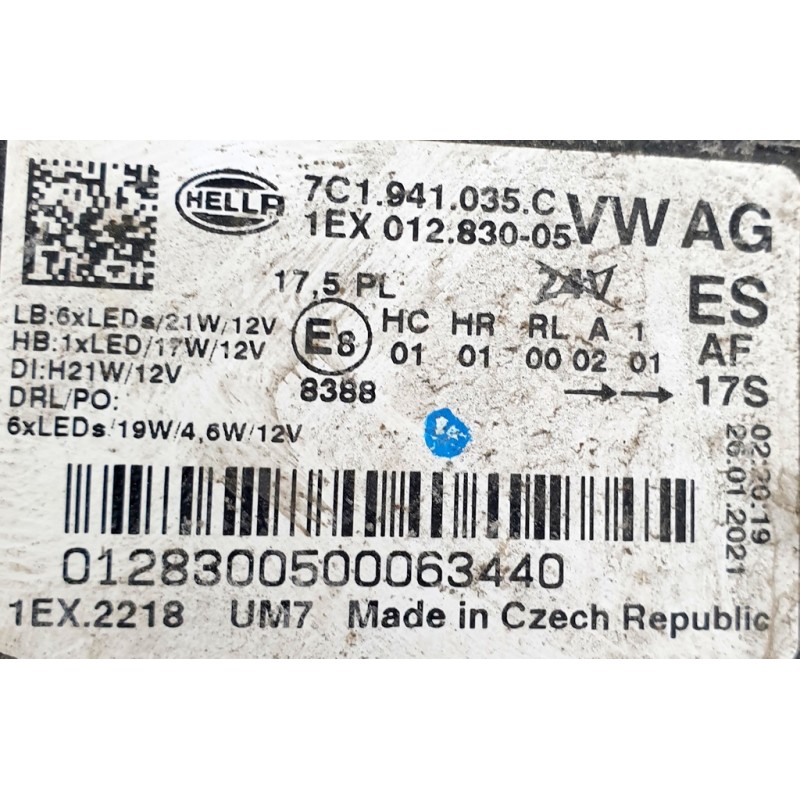 HELLA
7C1.941.035.C
1EX 012.830-05
VW AG
17,5 PL
24V
ES
LB:6xLEDs/21W/12V
HB:1xLED/17W/12V
DI:H21W/12V
DRL/PO:
6xLEDs/19W/4,6W/12V
E8
8388
HC HR RL A 1
01 01 00 02 01
AF
17S
02:20:19
26.01.2021
01283000500063440
1EX.2218 UM7 Made in Czech Republic